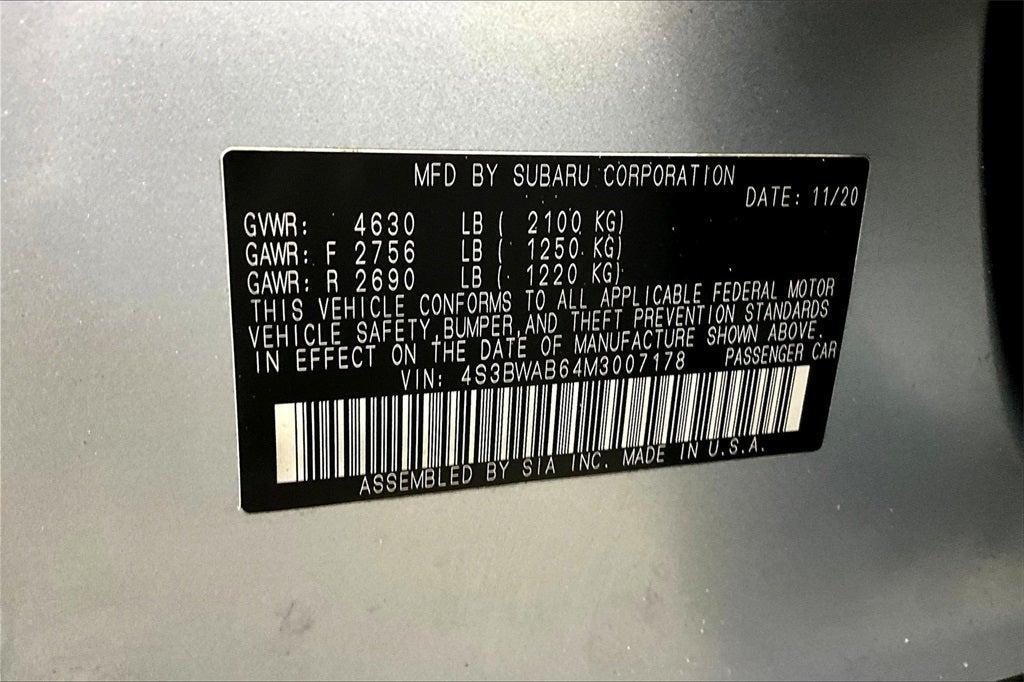 MFD BY SUBARU CORPORATION
DATE: 11/20
GVWR: 4630 LB ( 2100 KG)
GAWR: F 2756 LB ( 1250 KG)
GAWR: R 2690 LB ( 1220 KG)
THIS VEHICLE CONFORMS TO ALL APPLICABLE FEDERAL MOTOR
VEHICLE SAFETY, BUMPER, AND THEFT PREVENTION STANDARDS
IN EFFECT ON THE DATE OF MANUFACTURE SHOWN ABOVE.
VIN: 4S3BWAB64M3007178 PASSENGER CAR
ASSEMBLED BY SIA INC. MADE IN U.S.A.